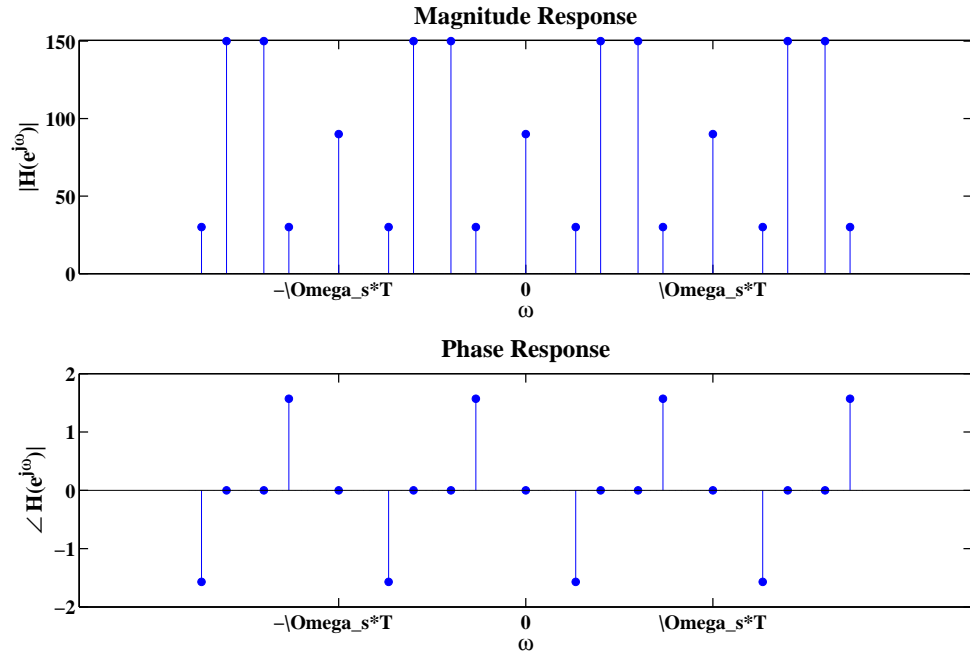 Magnitude Response
150
100
50
0
|H(e^{jω})|
−\Omega_s*T
0
\Omega_s*T
ω
Phase Response
2
1
0
−1
−2
∠ H(e^{jω})|
−\Omega_s*T
0
\Omega_s*T
ω